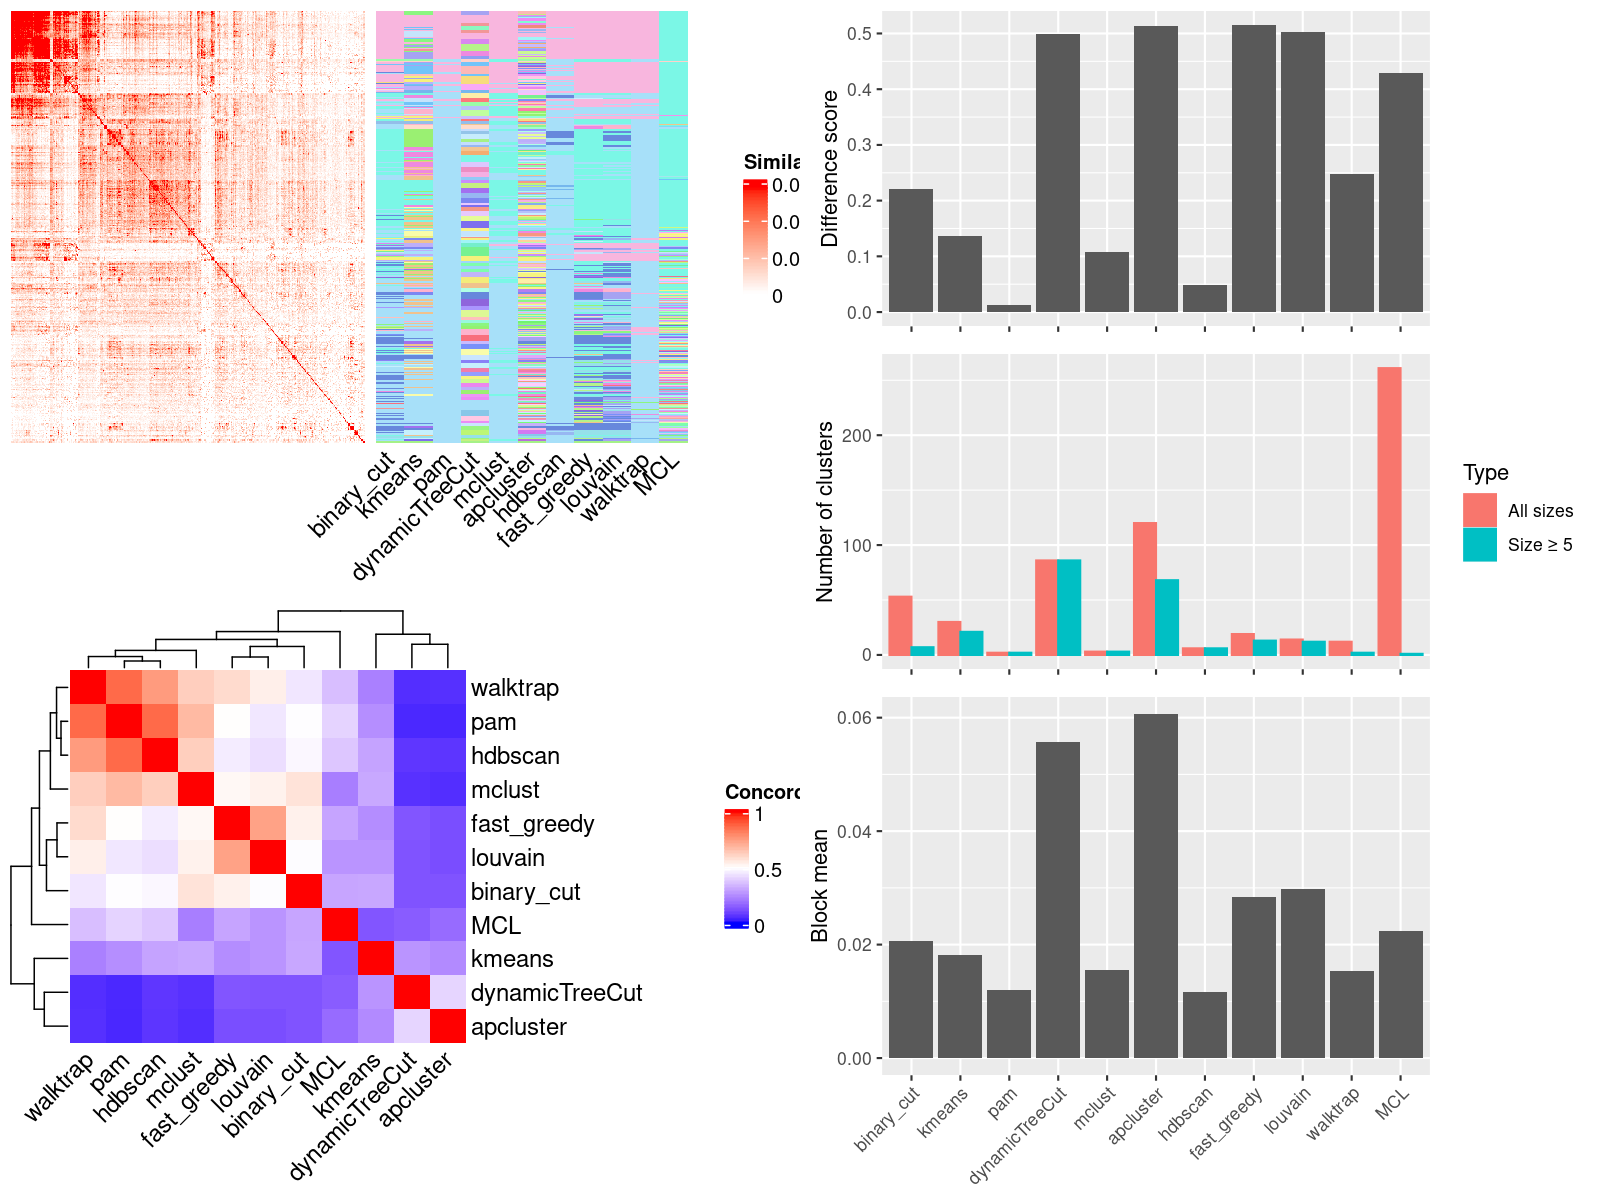 Simila
0.0
0.0
0.0
0
binary_cut
kmeans
pam
dynamicTreeCut
mclust
apcluster
hdbscan
fast_greedy
louvain
walktrap
MCL
walktrap
pam
hdbscan
mclust
fast_greedy
louvain
binary_cut
MCL
kmeans
dynamicTreeCut
apcluster
walktrap
pam
hdbscan
mclust
fast_greedy
louvain
binary_cut
MCL
kmeans
dynamicTreeCut
apcluster
Concord
1
0.5
0
Difference score
0.5
0.4
0.3
0.2
0.1
0.0
Number of clusters
200
100
0
Type
All sizes
Size ≥ 5
Block mean
0.06
0.04
0.02
0.00
binary_cut
kmeans
pam
dynamicTreeCut
mclust
apcluster
hdbscan
fast_greedy
louvain
walktrap
MCL